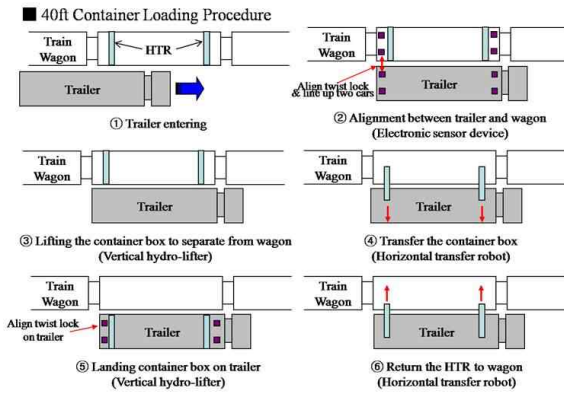 ■ 40ft Container Loading Procedure
Train
Wagon
HTR
Trailer
① Trailer entering
Train
Wagon
Align twist lock
& line up two cars
Trailer
② Alignment between trailer and wagon
(Electronic sensor device)
Train
Wagon
Trailer
③ Lifting the container box to separate from wagon
(Vertical hydro-lifter)
Train
Wagon
Trailer
④ Transfer the container box
(Horizontal transfer robot)
Train
Wagon
Align twist lock
on trailer
Trailer
⑤ Landing container box on trailer
(Vertical hydro-lifter)
Train
Wagon
Trailer
⑥ Return the HTR to wagon
(Horizontal transfer robot)